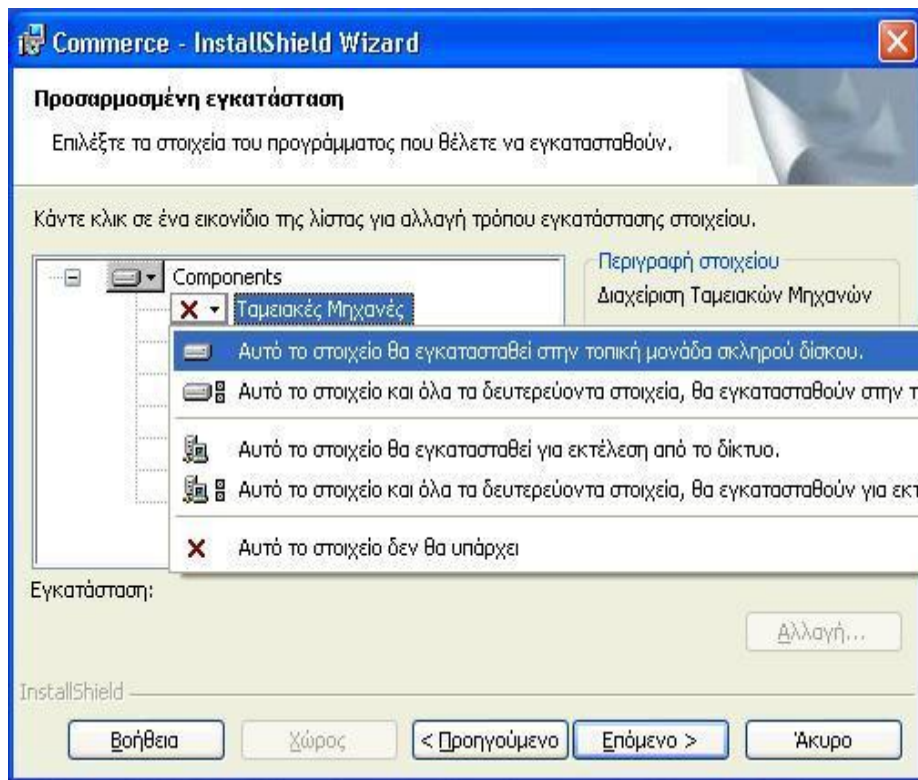 Commerce - InstallShield Wizard
Προσαρμοσμένη εγκατάσταση
Επιλέξτε τα στοιχεία του προγράμματος που θέλετε να εγκατασταθούν.
Κάντε κλικ σε ένα εικονίδιο της λίστας για αλλαγή τρόπου εγκατάστασης στοιχείου.
Components
Ταμειακές Μηχανές
Περιγραφή στοιχείου
Διαχείριση Ταμειακών Μηχανών
Αυτό το στοιχείο θα εγκατασταθεί στην τοπική μονάδα σκληρού δίσκου.
Αυτό το στοιχείο και όλα τα δευτερεύοντα στοιχεία, θα εγκατασταθούν στην τ
Αυτό το στοιχείο θα εγκατασταθεί για εκτέλεση από το δίκτυο.
Αυτό το στοιχείο και όλα τα δευτερεύοντα στοιχεία, θα εγκατασταθούν για εκτ
Αυτό το στοιχείο δεν θα υπάρχει
Εγκατάσταση:
Αλλαγή...
InstallShield
Βοήθεια
Χώρος
< Προηγούμενο
Επόμενο >
Άκυρο